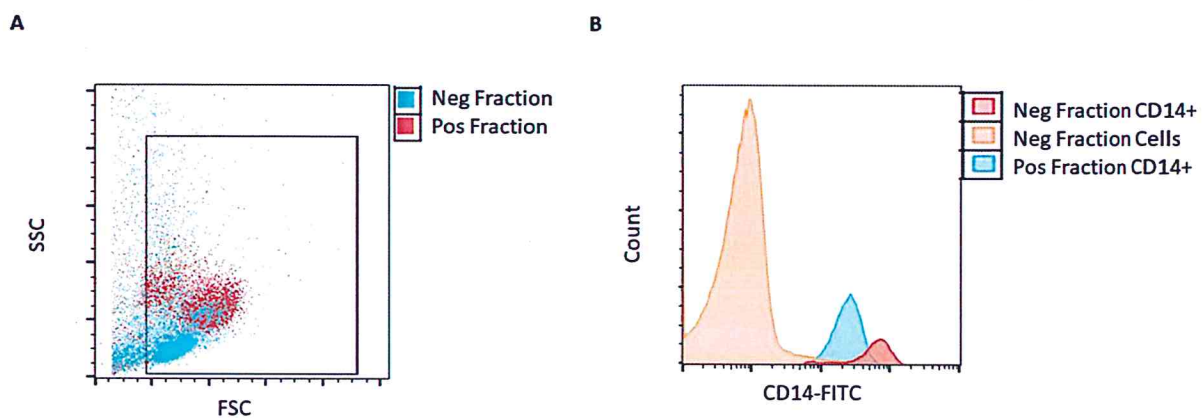 A
B
Neg Fraction
Pos Fraction
SSC
FSC
Neg Fraction CD14+
Neg Fraction Cells
Pos Fraction CD14+
Count
CD14-FITC